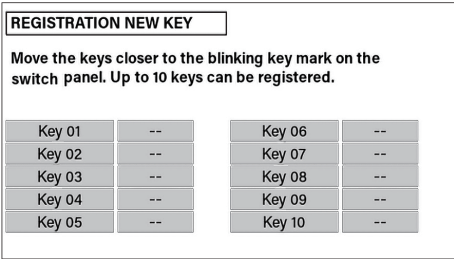 REGISTRATION NEW KEY
Move the keys closer to the blinking key mark on the
switch panel. Up to 10 keys can be registered.
Key 01 -- Key 06 --
Key 02 -- Key 07 --
Key 03 -- Key 08 --
Key 04 -- Key 09 --
Key 05 -- Key 10 --